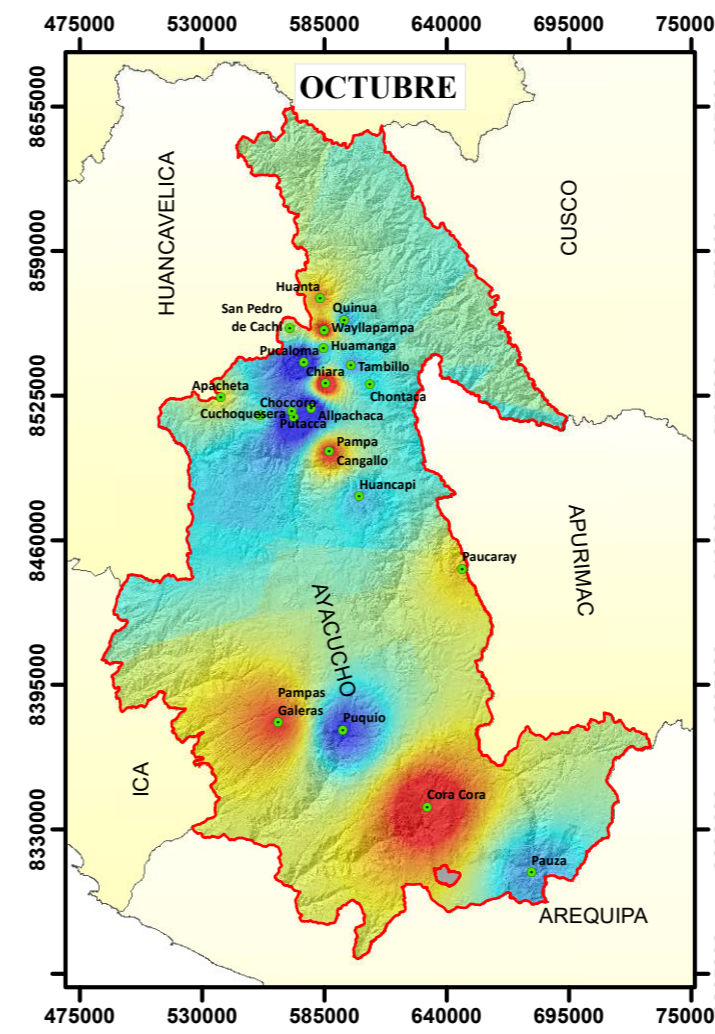 475000 530000 585000 640000 695000 75000
OCTUBRE
8655000
HUANCAVELICA
CUSCO
8590000
Huanta
San Pedro
de Cachi
Quinua
Wayllapampa
Huamanga
Pucaloma
Tambillo
Chiara
Apacheta
8525000
Chontaca
Choccoro
Cuchoquesera
Allpachaca
Putacca
Pampa
Cangallo
Huancapi
APURIMAC
8460000
Paucaray
AYACUCHO
8395000
Pampas
Galeras
Puquio
ICA
Cora Cora
8330000
Pauza
AREQUIPA
475000 530000 585000 640000 695000 75000